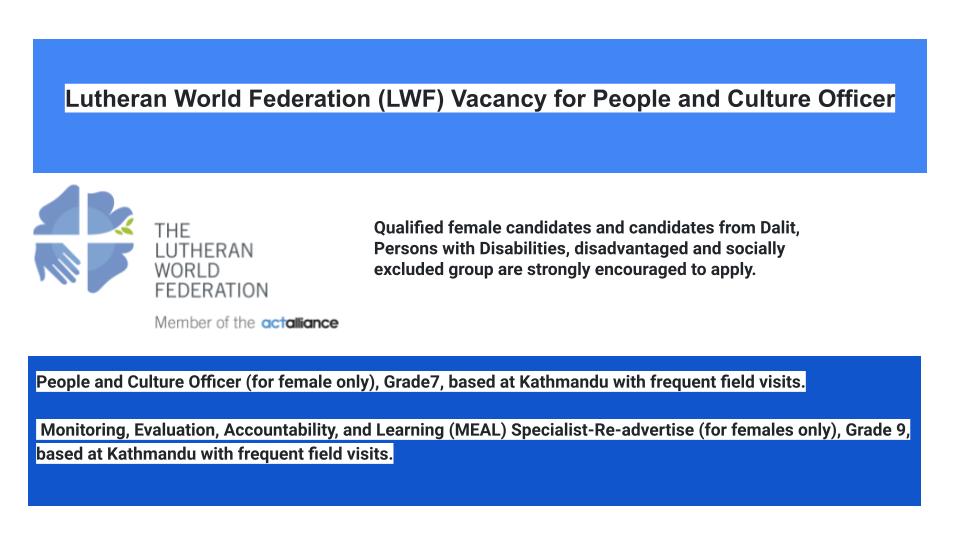 Lutheran World Federation (LWF) Vacancy for People and Culture Officer
THE
LUTHERAN
WORLD
FEDERATION
Member of the actalliance
Qualified female candidates and candidates from Dalit,
Persons with Disabilities, disadvantaged and socially
excluded group are strongly encouraged to apply.
People and Culture Officer (for female only), Grade7, based at Kathmandu with frequent field visits.
Monitoring, Evaluation, Accountability, and Learning (MEAL) Specialist-Re-advertise (for females only), Grade 9,
based at Kathmandu with frequent field visits.